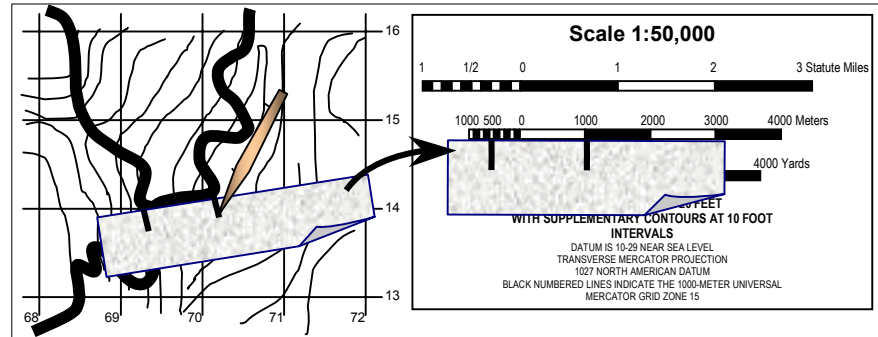 16
15
14
13
68 69 70 71 72
Scale 1:50,000
1 1/2 0 1 2 3 Statute Miles
1000 500 0 1000 2000 3000 4000 Meters
4000 Yards
FEET
WITH SUPPLEMENTARY CONTOURS AT 10 FOOT
INTERVALS
DATUM IS 10-29 NEAR SEA LEVEL
TRANSVERSE MERCATOR PROJECTION
1027 NORTH AMERICAN DATUM
BLACK NUMBERED LINES INDICATE THE 1000-METER UNIVERSAL
MERCATOR GRID ZONE 15